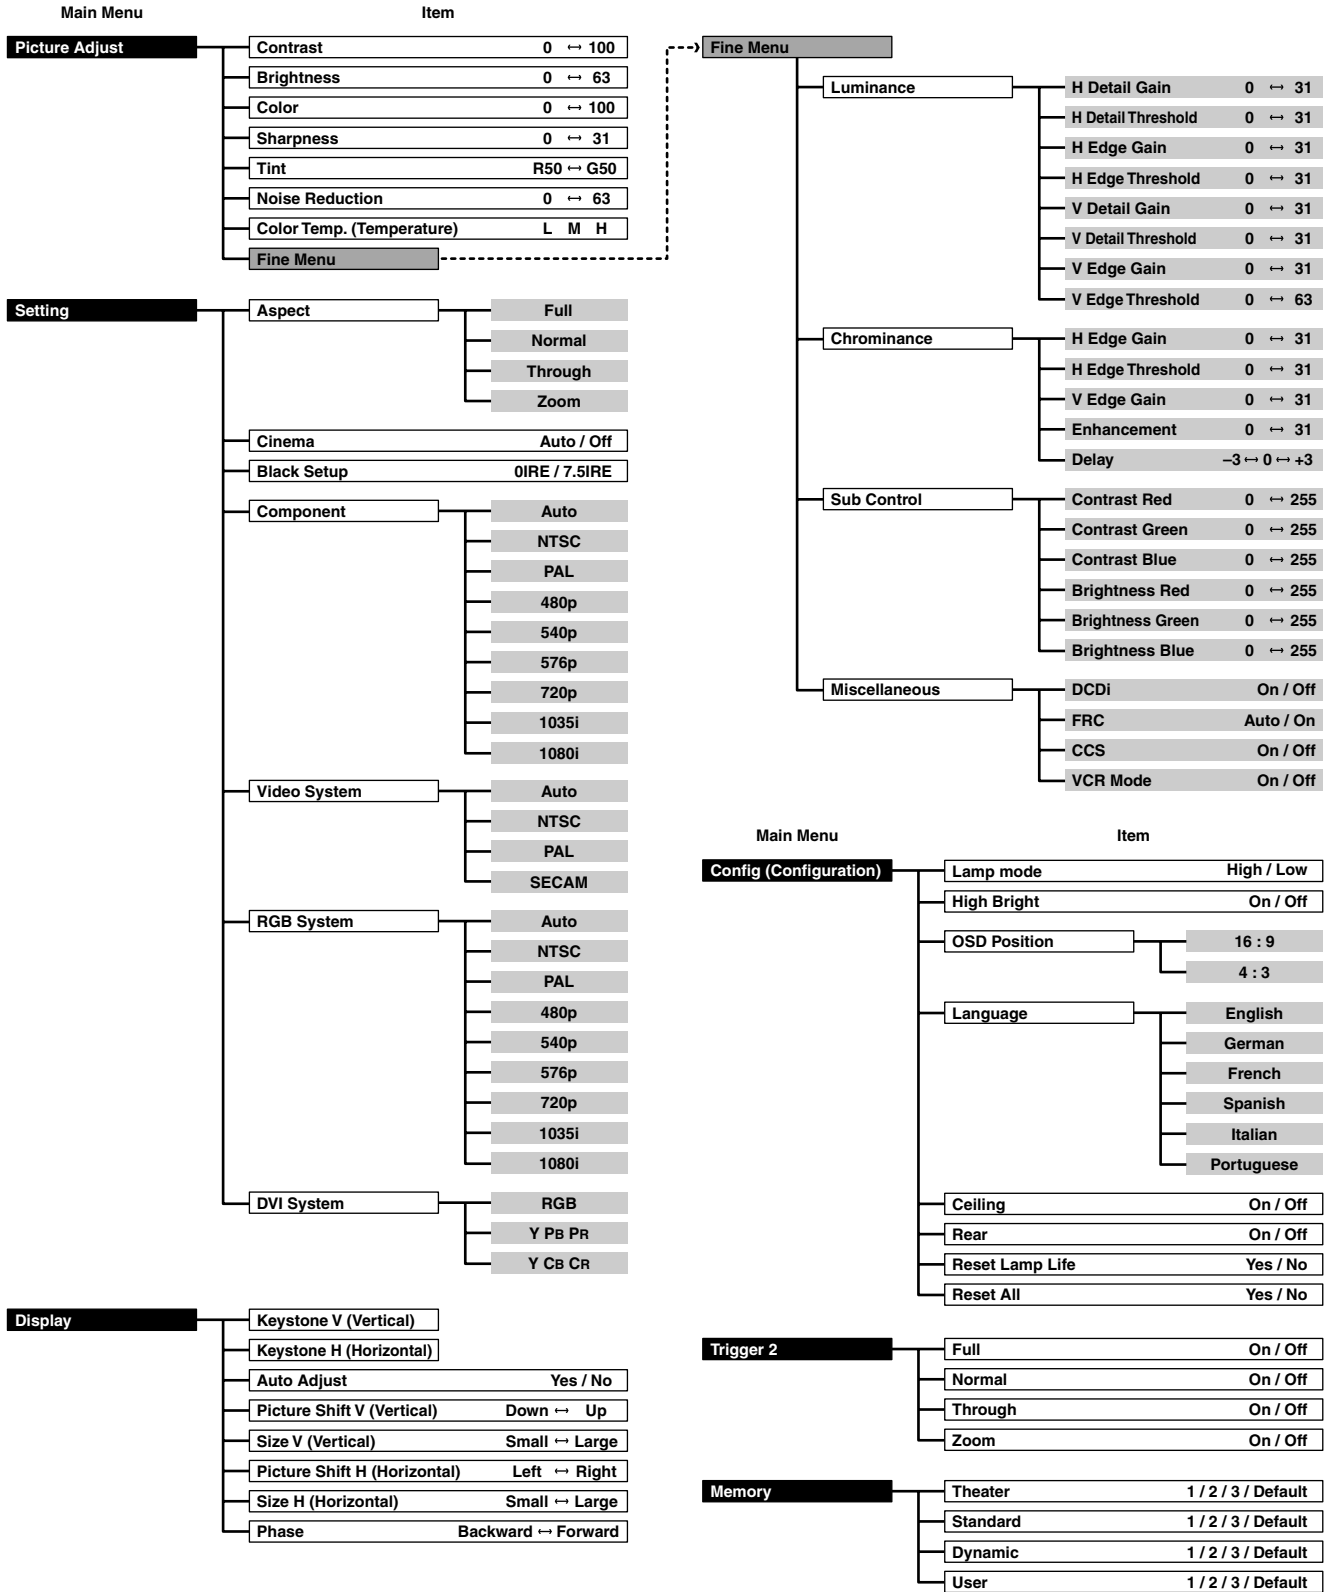 Main Menu Item
Picture Adjust
Contrast 0 ↔ 100
Brightness 0 ↔ 63
Color 0 ↔ 100
Sharpness 0 ↔ 31
Tint R50 ↔ G50
Noise Reduction 0 ↔ 63
Color Temp. (Temperature) L M H
Fine Menu
Setting
Aspect
Full
Normal
Through
Zoom
Cinema Auto / Off
Black Setup 0IRE / 7.5IRE
Component
Auto
NTSC
PAL
480p
540p
576p
720p
1035i
1080i
Video System
Auto
NTSC
PAL
SECAM
RGB System
Auto
NTSC
PAL
480p
540p
576p
720p
1035i
1080i
DVI System
RGB
Y PB PR
Y CB CR
Display
Keystone V (Vertical)
Keystone H (Horizontal)
Auto Adjust Yes / No
Picture Shift V (Vertical) Down ↔ Up
Size V (Vertical) Small ↔ Large
Picture Shift H (Horizontal) Left ↔ Right
Size H (Horizontal) Small ↔ Large
Phase Backward ↔ Forward
Fine Menu
Luminance
H Detail Gain 0 ↔ 31
H Detail Threshold 0 ↔ 31
H Edge Gain 0 ↔ 31
H Edge Threshold 0 ↔ 31
V Detail Gain 0 ↔ 31
V Detail Threshold 0 ↔ 31
V Edge Gain 0 ↔ 31
V Edge Threshold 0 ↔ 63
Chrominance
H Edge Gain 0 ↔ 31
H Edge Threshold 0 ↔ 31
V Edge Gain 0 ↔ 31
Enhancement 0 ↔ 31
Delay –3 ↔ 0 ↔ +3
Sub Control
Contrast Red 0 ↔ 255
Contrast Green 0 ↔ 255
Contrast Blue 0 ↔ 255
Brightness Red 0 ↔ 255
Brightness Green 0 ↔ 255
Brightness Blue 0 ↔ 255
Miscellaneous
DCDi On / Off
FRC Auto / On
CCS On / Off
VCR Mode On / Off
Main Menu Item
Config (Configuration)
Lamp mode High / Low
High Bright On / Off
OSD Position
16 : 9
4 : 3
Language
English
German
French
Spanish
Italian
Portuguese
Ceiling On / Off
Rear On / Off
Reset Lamp Life Yes / No
Reset All Yes / No
Trigger 2
Full On / Off
Normal On / Off
Through On / Off
Zoom On / Off
Memory
Theater 1 / 2 / 3 / Default
Standard 1 / 2 / 3 / Default
Dynamic 1 / 2 / 3 / Default
User 1 / 2 / 3 / Default